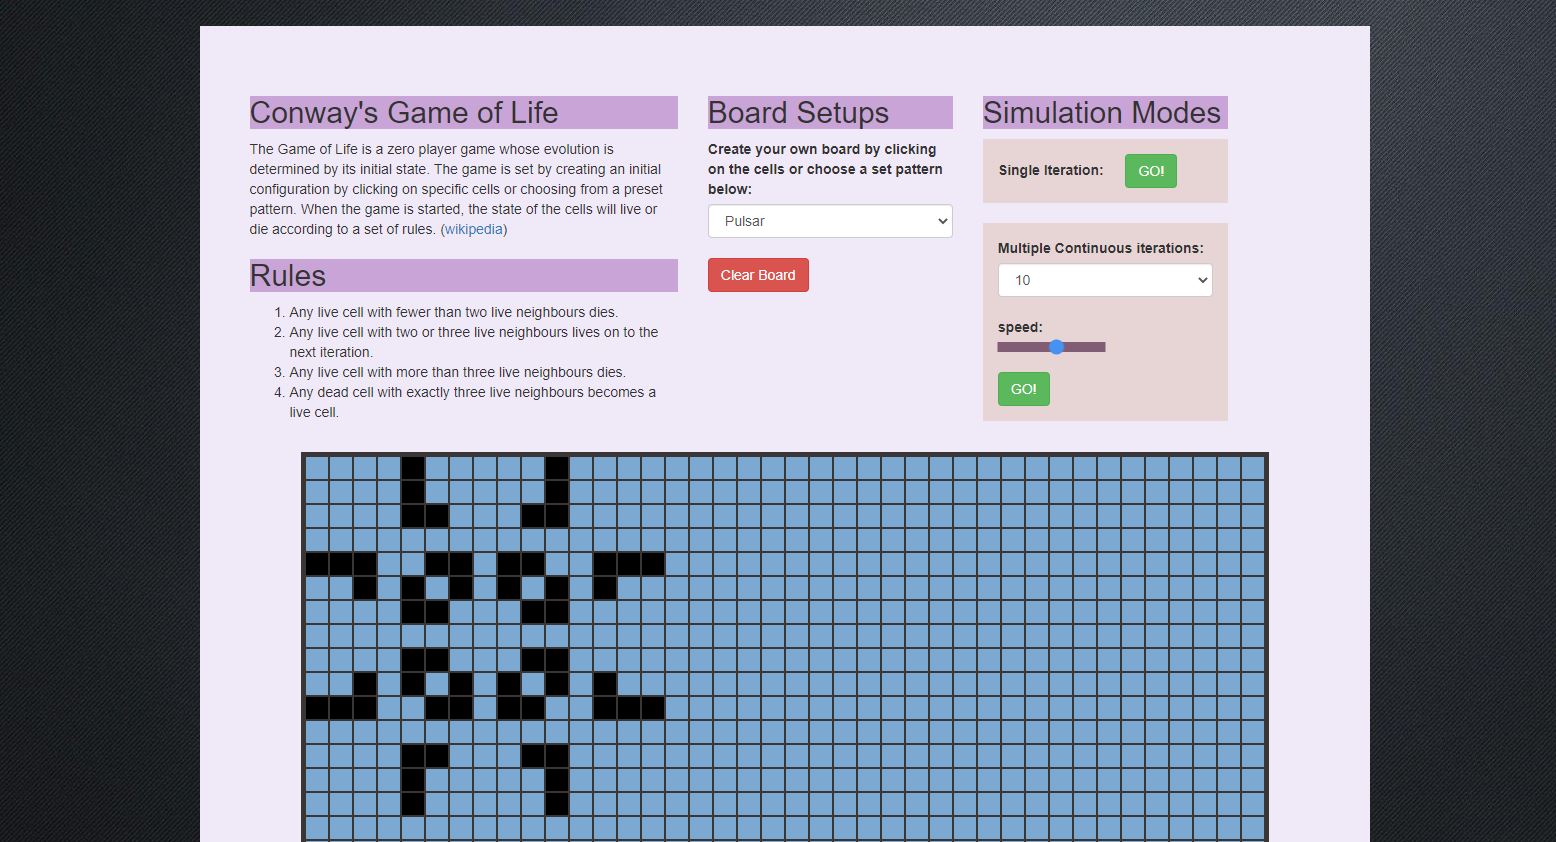 Conway's Game of Life
The Game of Life is a zero player game whose evolution is
determined by its initial state. The game is set by creating an initial
configuration by clicking on specific cells or choosing from a preset
pattern. When the game is started, the state of the cells will live or
die according to a set of rules. (wikipedia)
Rules
1. Any live cell with fewer than two live neighbours dies.
2. Any live cell with two or three live neighbours lives on to the
next iteration.
3. Any live cell with more than three live neighbours dies.
4. Any dead cell with exactly three live neighbours becomes a
live cell.
Board Setups
Create your own board by clicking
on the cells or choose a set pattern
below:
Pulsar
Clear Board
Simulation Modes
Single Iteration: GO!
Multiple Continuous iterations:
10
speed:
GO!